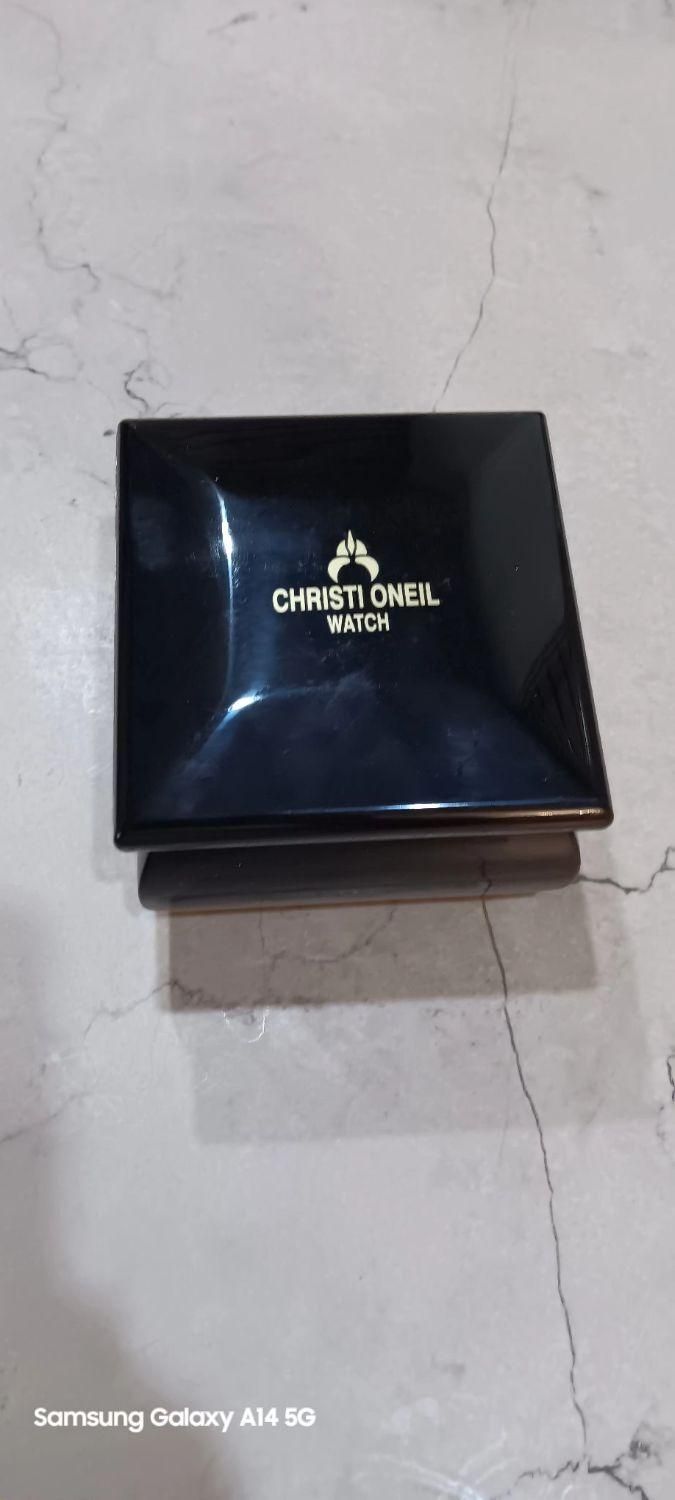 CHRISTI ONEIL
WATCH
Samsung Galaxy A14 5G